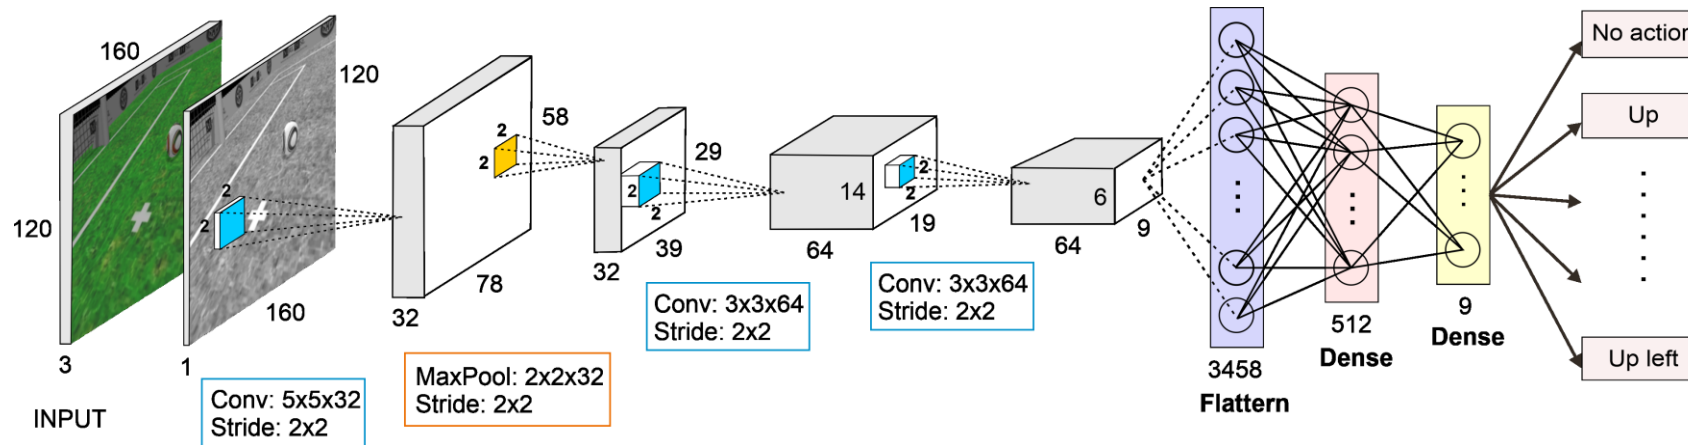 160
120
3
INPUT
120
160
1
2
2
Conv: 5x5x32
Stride: 2x2
58
2
2
78
32
MaxPool: 2x2x32
Stride: 2x2
29
2
2
39
32
Conv: 3x3x64
Stride: 2x2
14
2
2
19
64
Conv: 3x3x64
Stride: 2x2
6
9
64
3458
Flattern
512
Dense
9
Dense
No action
Up
Up left